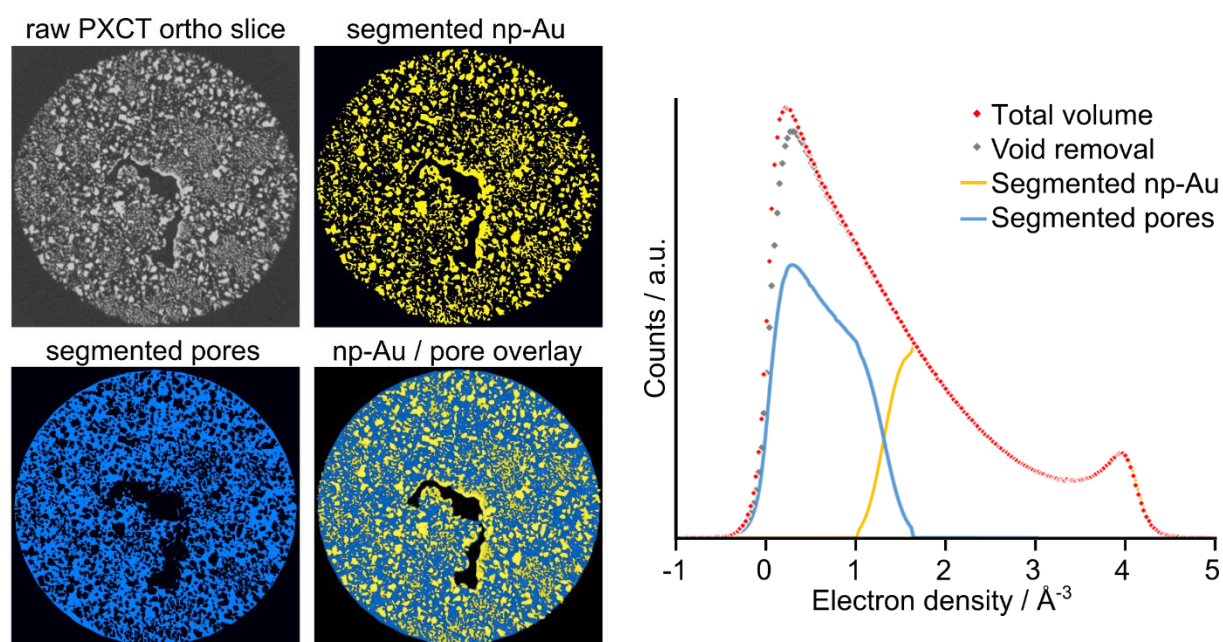 raw PXCT ortho slice
segmented np-Au
segmented pores
np-Au / pore overlay
Counts / a.u.
Total volume
Void removal
Segmented np-Au
Segmented pores
-1 0 1 2 3 4 5
Electron density / Å⁻³